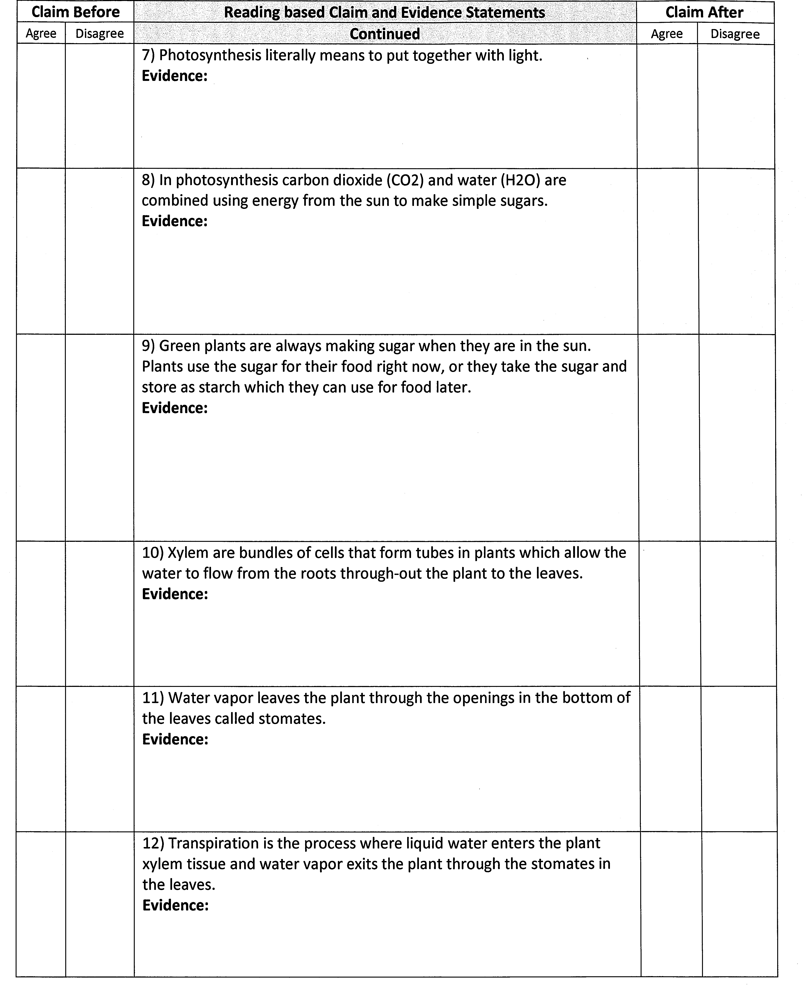 Claim Before Reading based Claim and Evidence Statements Claim After
Agree Disagree Continued Agree Disagree
7) Photosynthesis literally means to put together with light.
Evidence:
8) In photosynthesis carbon dioxide (CO2) and water (H2O) are
combined using energy from the sun to make simple sugars.
Evidence:
9) Green plants are always making sugar when they are in the sun.
Plants use the sugar for their food right now, or they take the sugar and
store as starch which they can use for food later.
Evidence:
10) Xylem are bundles of cells that form tubes in plants which allow the
water to flow from the roots through-out the plant to the leaves.
Evidence:
11) Water vapor leaves the plant through the openings in the bottom of
the leaves called stomates.
Evidence:
12) Transpiration is the process where liquid water enters the plant
xylem tissue and water vapor exits the plant through the stomates in
the leaves.
Evidence: